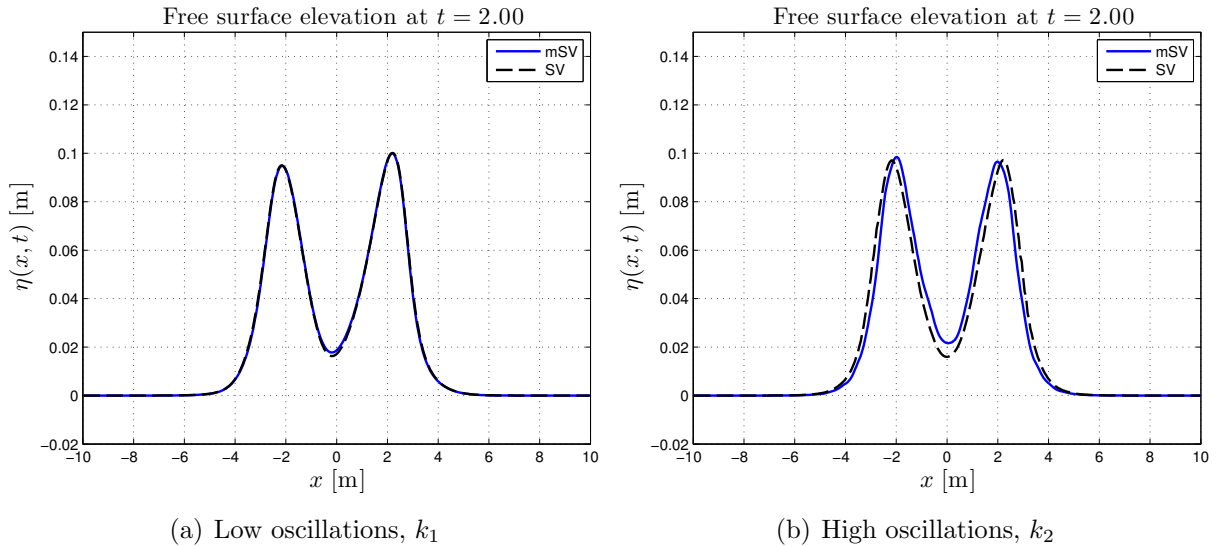 Free surface elevation at t = 2.00
mSV
SV
0.14
0.12
0.1
0.08
0.06
0.04
0.02
0
−0.02
η(x, t) [m]
−10 −8 −6 −4 −2 0 2 4 6 8 10
x [m]
(a) Low oscillations, k₁
Free surface elevation at t = 2.00
mSV
SV
0.14
0.12
0.1
0.08
0.06
0.04
0.02
0
−0.02
η(x, t) [m]
−10 −8 −6 −4 −2 0 2 4 6 8 10
x [m]
(b) High oscillations, k₂